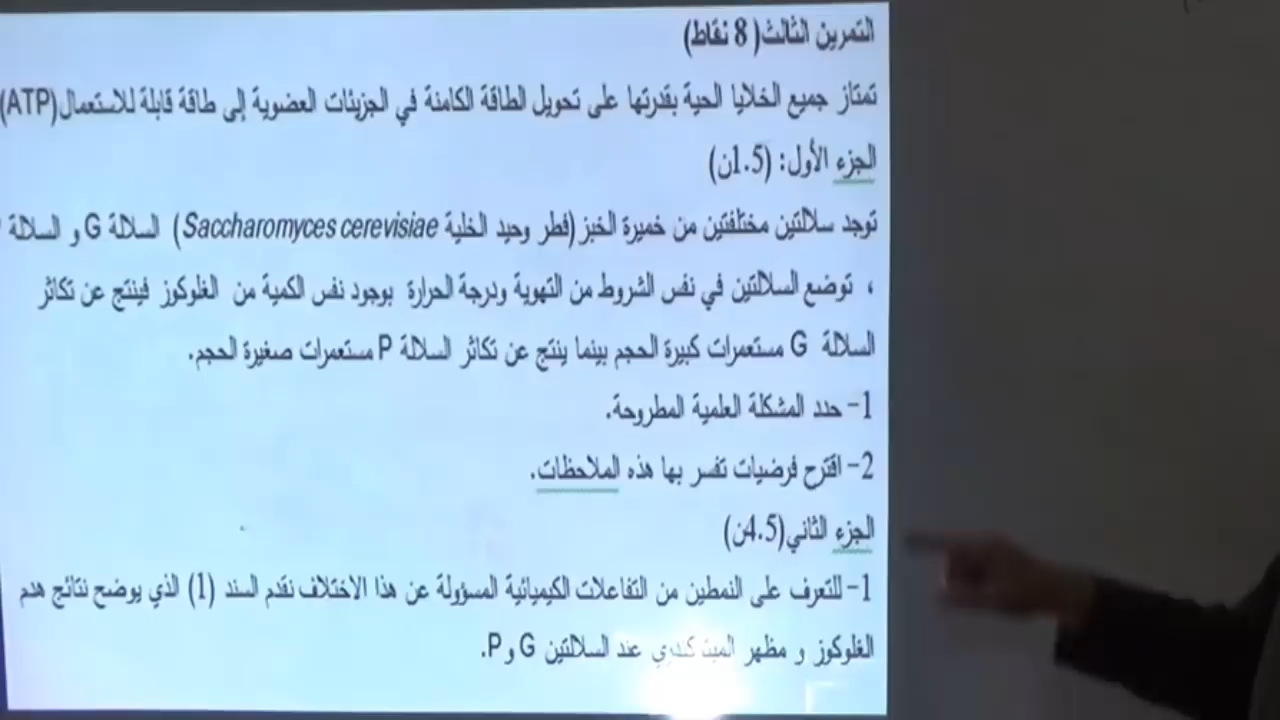 التمرين الثالث( 8 نقاط)
تمتاز جميع الخلايا الحية بقدرتها على تحويل الطاقة الكامنة في الجزيئات العضوية إلى طاقة قابلة للاستعمال(ATP)
الجزء الأول: (1.5ن)
توجد سلالتين مختلفتين من خميرة الخبز (فطر وحيد الخلية Saccharomyces cerevisiae) السلالة G و السلالة
، توضع السلالتين في نفس الشروط من التهوية ودرجة الحرارة بوجود نفس الكمية من الغلوكوز فينتج عن تكاثر
السلالة G مستعمرات كبيرة الحجم بينما ينتج عن تكاثر السلالة P مستعمرات صغيرة الحجم.
1- حدد المشكلة العلمية المطروحة.
2- اقترح فرضيات تفسر بها هذه الملاحظات.
الجزء الثاني(4.5ن)
1- للتعرف على النمطين من التفاعلات الكيميائية المسؤولة عن هذا الاختلاف نقدم السند (1) الذي يوضح نتائج هدم
الغلوكوز و مظهر الميتوكندري عند السلالتين G و P.